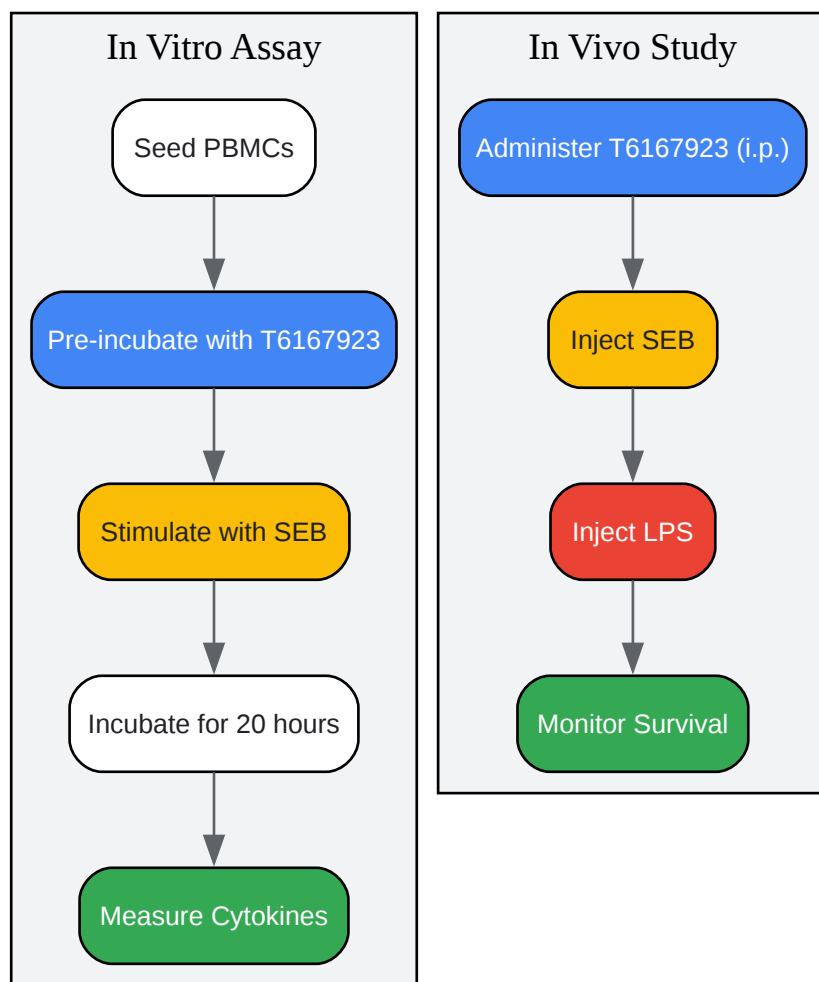 In Vitro Assay
Seed PBMCs
Pre-incubate with T6167923
Stimulate with SEB
Incubate for 20 hours
Measure Cytokines
In Vivo Study
Administer T6167923 (i.p.)
Inject SEB
Inject LPS
Monitor Survival